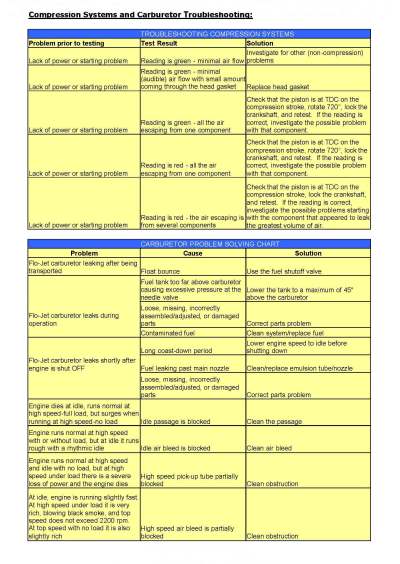 Compression Systems and Carburetor Troubleshooting:
TROUBLESHOOTING COMPRESSION SYSTEMS
Problem prior to testing Test Result Solution
Lack of power or starting problem Reading is green - minimal air flow Investigate for other (non-compression) problems
Lack of power or starting problem Reading is green - minimal (audible) air flow with small amount coming through the head gasket Replace head gasket
Lack of power or starting problem Reading is green - all the air escaping from one component Check that the piston is at TDC on the compression stroke, rotate 720°, lock the crankshaft, and retest. If the reading is correct, investigate the possible problem with that component.
Lack of power or starting problem Reading is red - all the air escaping from one component Check that the piston is at TDC on the compression stroke, rotate 720°, lock the crankshaft, and retest. If the reading is correct, investigate the possible problem with that component.
Lack of power or starting problem Reading is red - the air escaping is from several components Check that the piston is at TDC on the compression stroke, lock the crankshaft, and retest. If the reading is correct, investigate the possible problems starting with the component that appeared to leak the greatest volume of air.
CARBURETOR PROBLEM SOLVING CHART
Problem Cause Solution
Flo-Jet carburetor leaking after being transported Float bounce Use the fuel shutoff valve
Flo-Jet carburetor leaks during operation
Fuel tank too far above carburetor causing excessive pressure at the needle valve Lower the tank to a maximum of 45" above the carburetor
Loose, missing, incorrectly assembled/adjusted, or damaged parts Correct parts problem
Contaminated fuel Clean system/replace fuel
Flo-Jet carburetor leaks shortly after engine is shut OFF
Long coast-down period Lower engine speed to idle before shutting down
Fuel leaking past main nozzle Clean/replace emulsion tube/nozzle
Loose, missing, incorrectly assembled/adjusted, or damaged parts Correct parts problem
Engine dies at idle, runs normal at high speed-full load, but surges when running at high speed-no load Idle passage is blocked Clean the passage
Engine runs normal at high speed with or without load, but at idle it runs rough with a rhythmic idle Idle air bleed is blocked Clean air bleed
Engine runs normal at high speed and idle with no load, but at high speed under load there is a severe loss of power and the engine dies High speed pick-up tube partially blocked Clean obstruction
At idle, engine is running slightly fast. At high speed under load it is very rich, blowing black smoke, and top speed does not exceed 2200 rpm. At top speed with no load it is also slightly rich High speed air bleed is partially blocked Clean obstruction